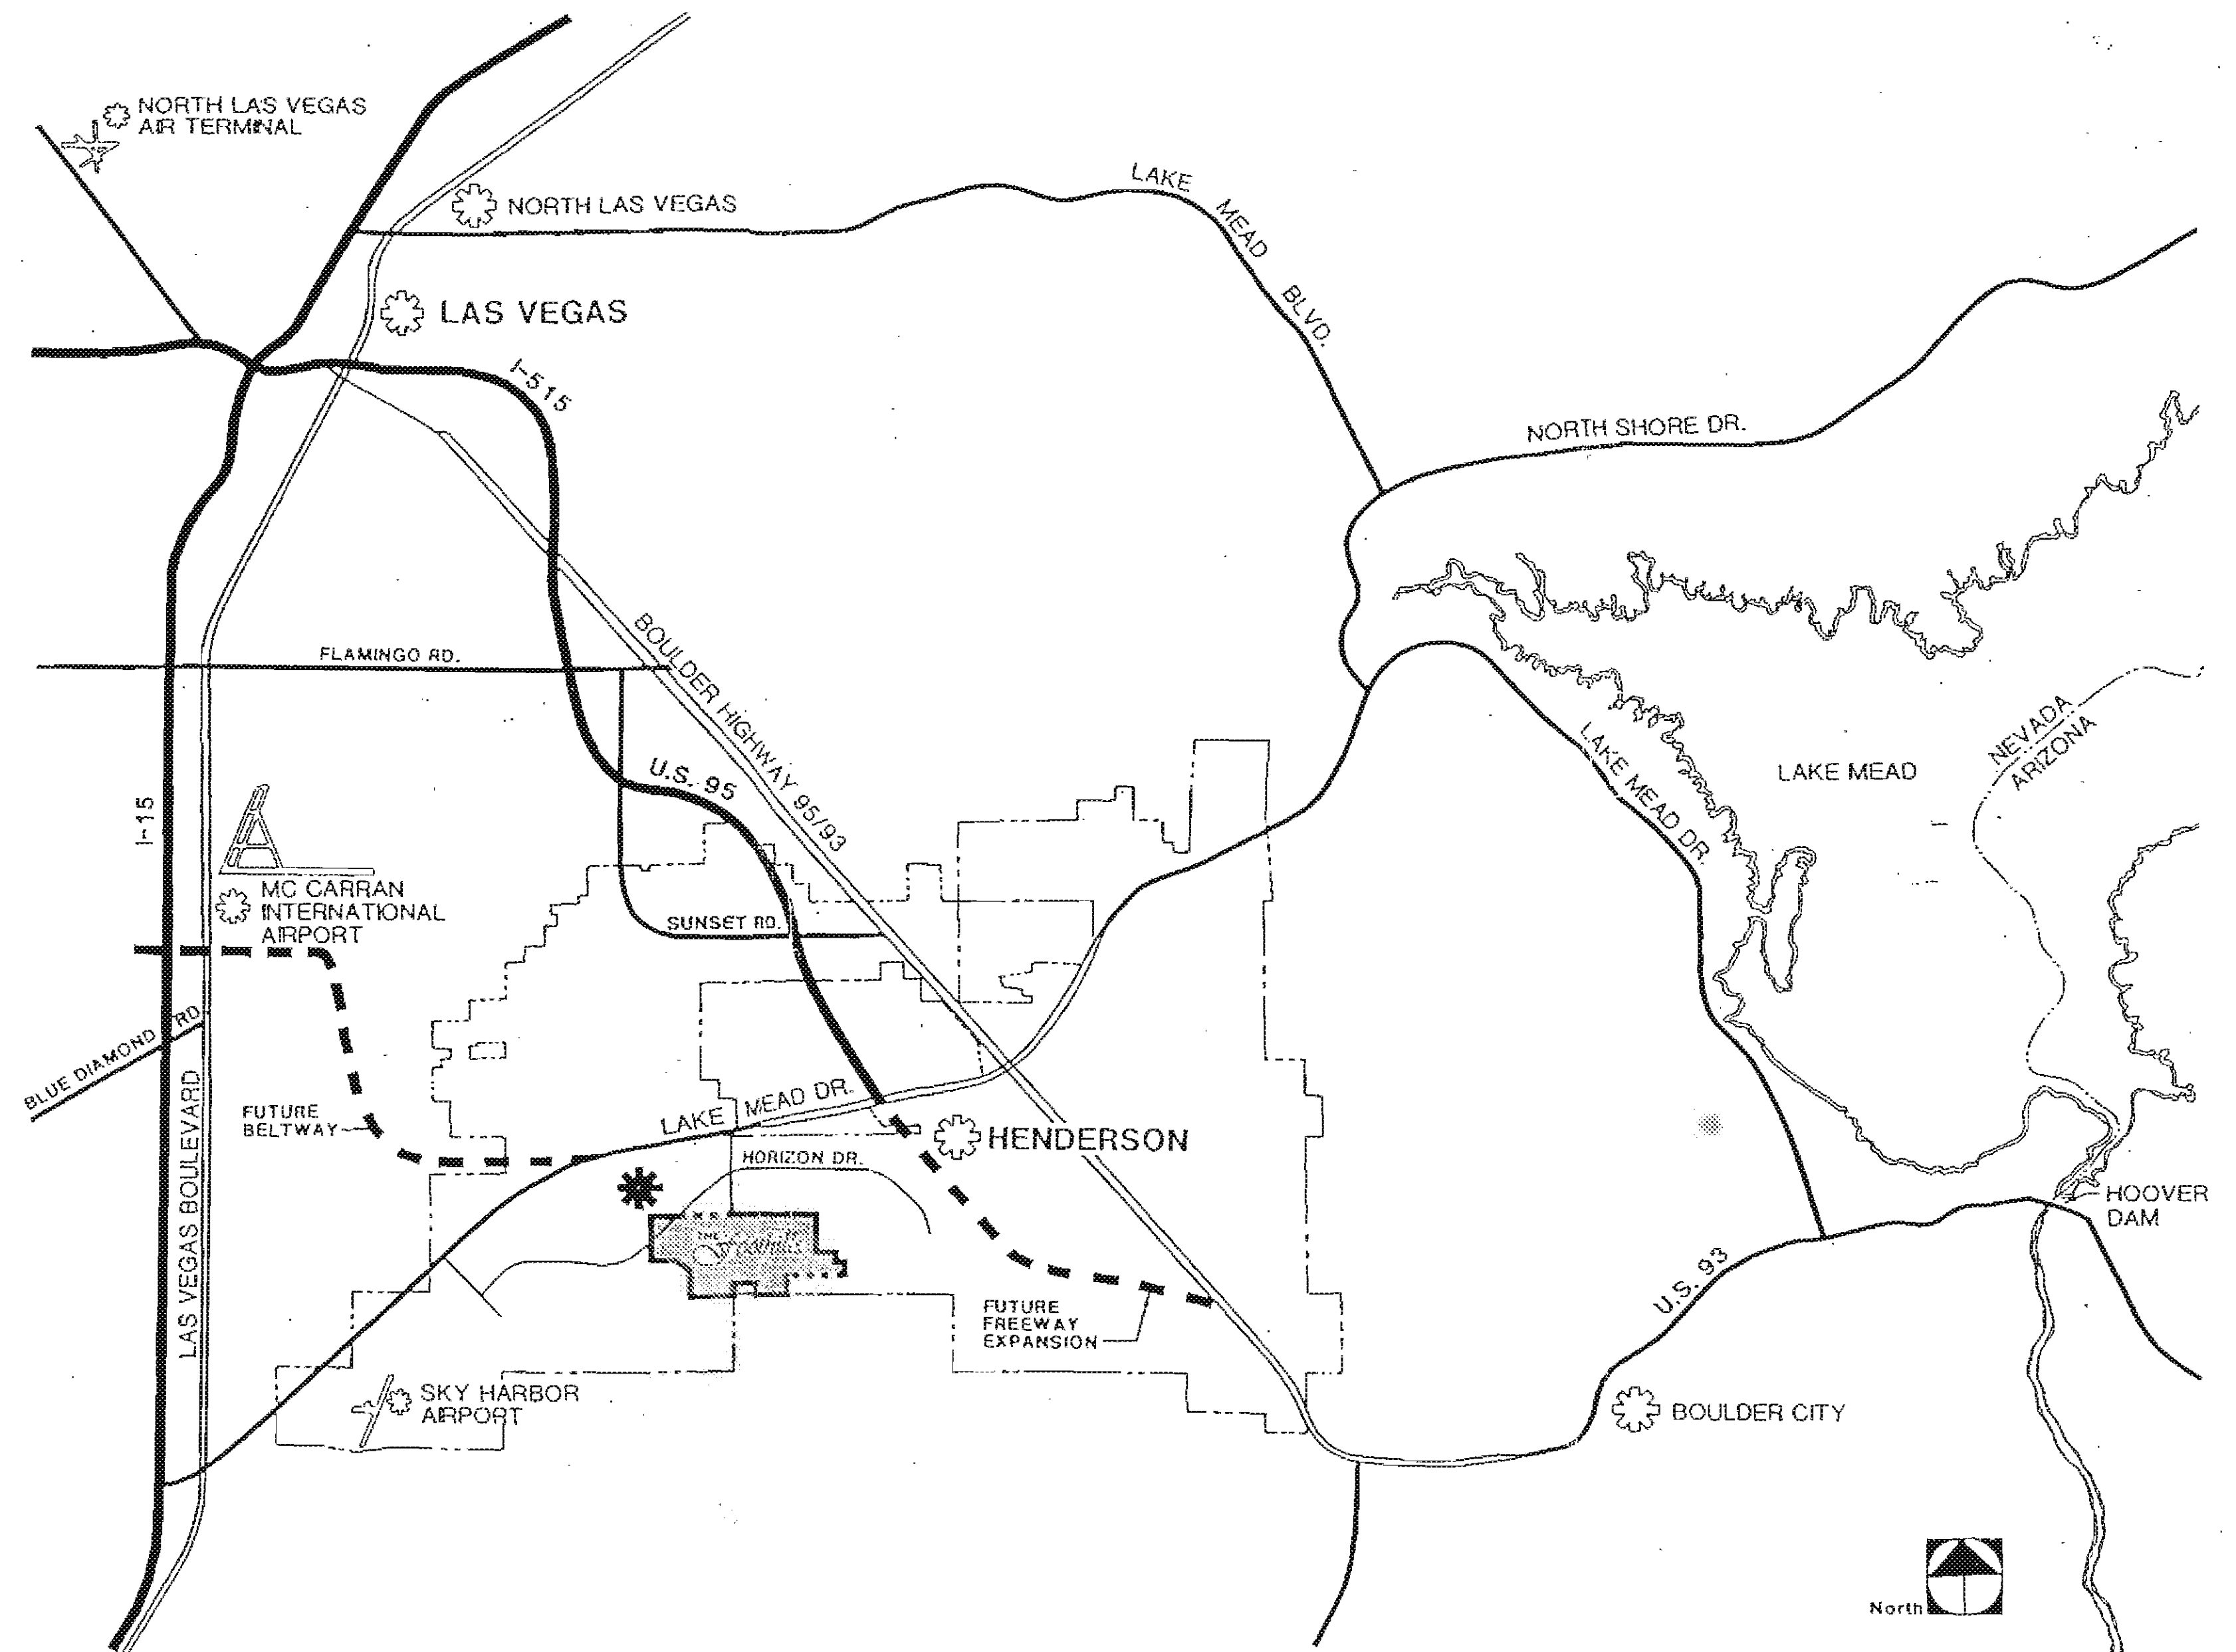 NORTH LAS VEGAS
AIR TERMINAL
NORTH LAS VEGAS
LAKE MEAD BLVD.
LAS VEGAS
I-515
NORTH SHORE DR.
FLAMINGO RD.
BOULDER HIGHWAY 95/93
U.S. 95
LAKE MEAD DR.
NEVADA
ARIZONA
LAKE MEAD
I-15
MC CARRAN
INTERNATIONAL
AIRPORT
SUNSET RD.
BLUE DIAMOND RD
LAS VEGAS BOULEVARD
FUTURE
BELTWAY
LAKE MEAD DR.
HENDERSON
HORIZON DR.
HOOVER
DAM
THE
U.S. 93
FUTURE
FREEWAY
EXPANSION
SKY HARBOR
AIRPORT
BOULDER CITY
North